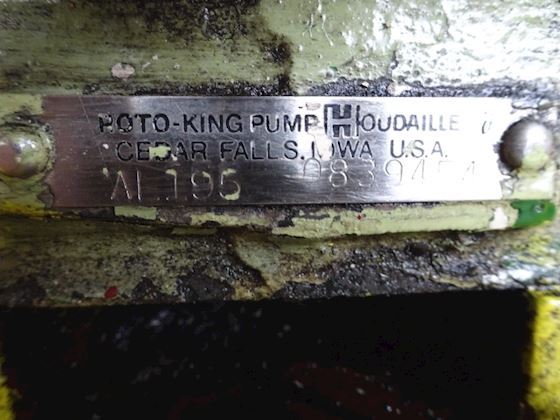 ROTO-KING PUMP HOUDAILLE
CEDAR FALLS, IOWA U.S.A.
AL195